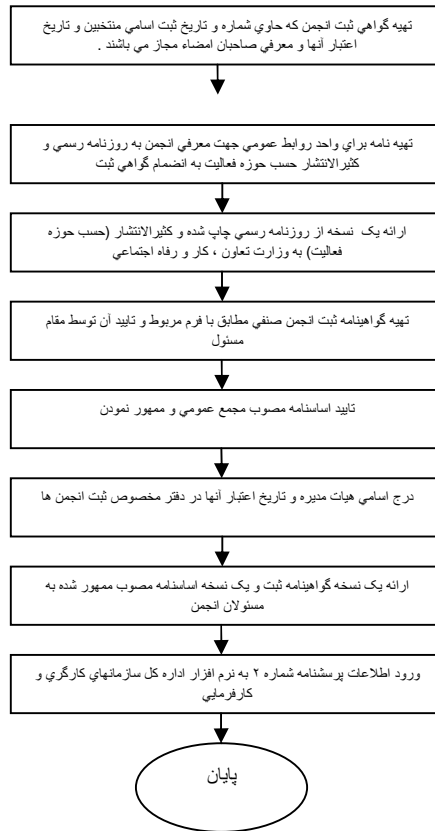 تهيه گواهي ثبت انجمن كه حاوي شماره و تاريخ ثبت اسامي منتخبين و تاريخ
اعتبار آنها و معرفي صاحبان امضاء مجاز مي باشند .
تهيه نامه براي واحد روابط عمومي جهت معرفي انجمن به روزنامه رسمي و
كثيرالانتشار حسب حوزه فعاليت به انضمام گواهي ثبت
ارائه يک نسخه از روزنامه رسمي چاپ شده و كثيرالانتشار (حسب حوزه
فعاليت) به وزارت تعاون ، كار و رفاه اجتماعي
تهيه گواهينامه ثبت انجمن صنفي مطابق با فرم مربوط و تاييد آن توسط مقام
مسئول
تاييد اساسنامه مصوب مجمع عمومي و ممهور نمودن
درج اسامي هيات مديره و تاريخ اعتبار آنها در دفتر مخصوص ثبت انجمن ها
ارائه يک نسخه گواهينامه ثبت و يک نسخه اساسنامه مصوب ممهور شده به
مسئولان انجمن
ورود اطلاعات پرسشنامه شماره ۲ به نرم افزار اداره كل سازمانهاي كارگري و
كارفرمايي
پايان